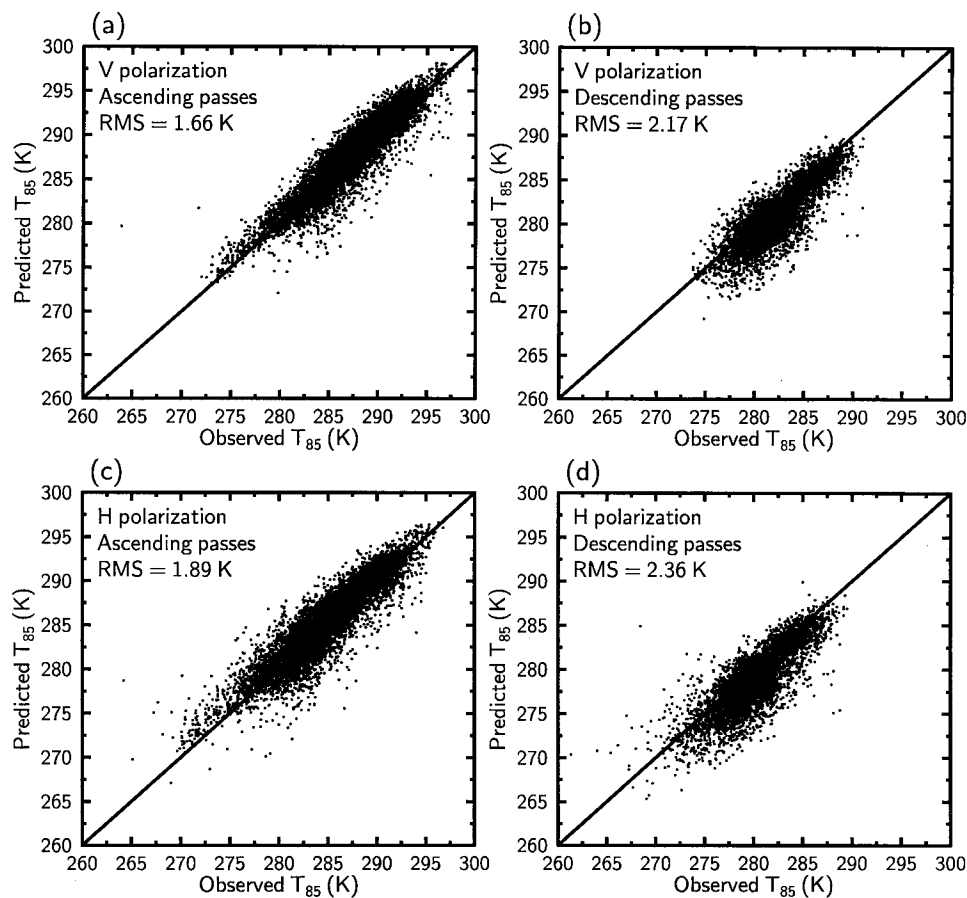 (a)
V polarization
Ascending passes
RMS = 1.66 K
Predicted T85 (K)
300
295
290
285
280
275
270
265
260
260 265 270 275 280 285 290 295 300
Observed T85 (K)
(b)
V polarization
Descending passes
RMS = 2.17 K
Predicted T85 (K)
300
295
290
285
280
275
270
265
260
260 265 270 275 280 285 290 295 300
Observed T85 (K)
(c)
H polarization
Ascending passes
RMS = 1.89 K
Predicted T85 (K)
300
295
290
285
280
275
270
265
260
260 265 270 275 280 285 290 295 300
Observed T85 (K)
(d)
H polarization
Descending passes
RMS = 2.36 K
Predicted T85 (K)
300
295
290
285
280
275
270
265
260
260 265 270 275 280 285 290 295 300
Observed T85 (K)